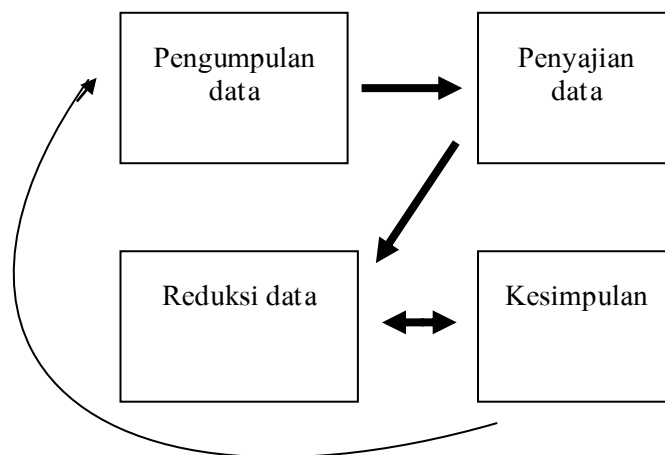 Pengumpulan
data
Penyajian
data
Reduksi data
Kesimpulan